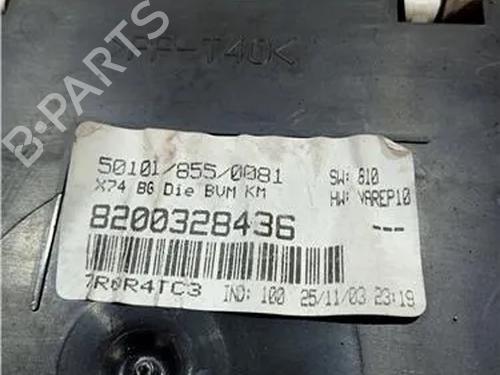 PP-T40K
50101/855/0081
SW: 810
X74 BG Die BVM KM
HW: VAREP10
8200328436
---
7R0R4TC3
IND: 100 25/11/03 23:19
B-PARTS